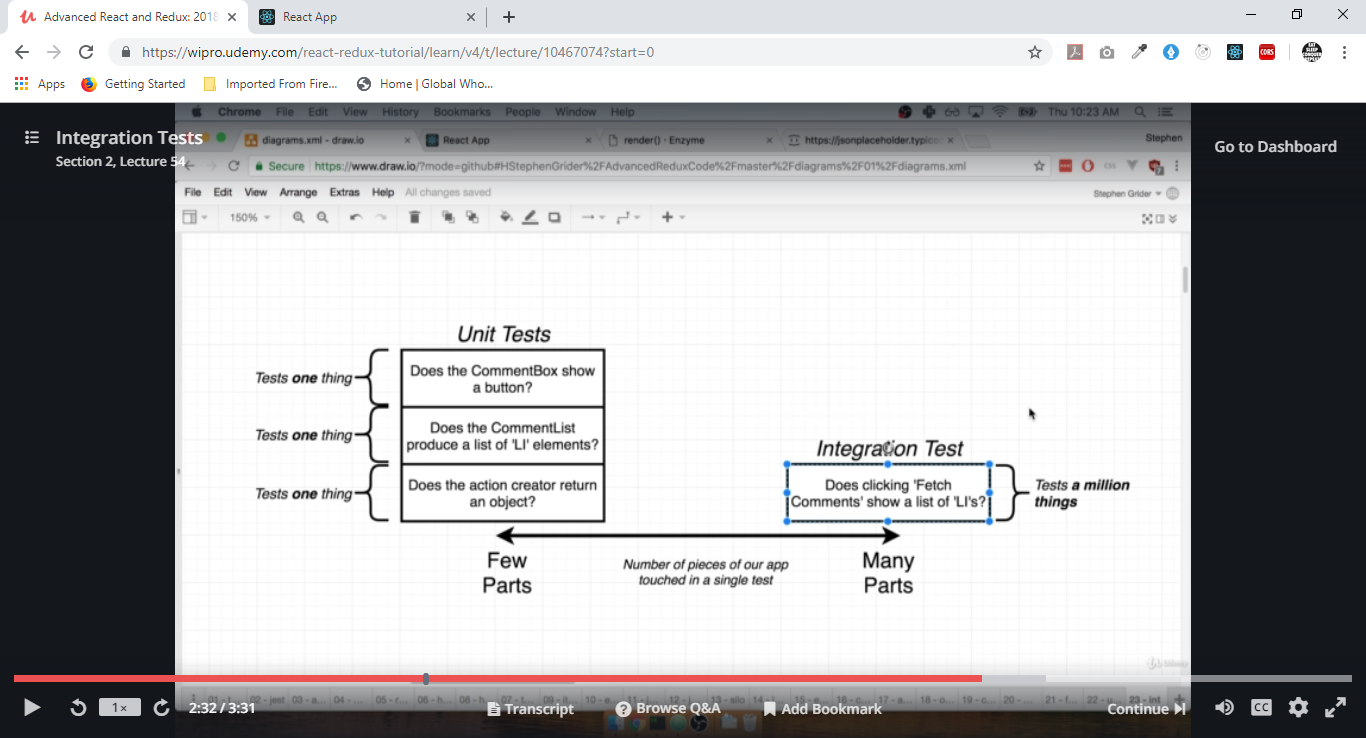 Advanced React and Redux: 2018
React App
https://wipro.udemy.com/react-redux-tutorial/learn/v4/t/lecture/10467074?start=0
Apps
Getting Started
Imported From Fire...
Home | Global Who...
Chrome File Edit View History Bookmarks People Window Help
Thu 10:23 AM
Integration Tests
Section 2, Lecture 54
Go to Dashboard
diagrams.xml - draw.io
React App
render() · Enzyme
https://jsonplaceholder.typico
Stephen
Secure https://www.draw.io/?mode=github#HStephenGrider%2FAdvancedReduxCode%2Fmaster%2Fdiagrams%2F01%2Fdiagrams.xml
File Edit View Arrange Extras Help All changes saved
Stephen Grider
150%
Unit Tests
Tests one thing
Does the CommentBox show
a button?
Tests one thing
Does the CommentList
produce a list of 'LI' elements?
Tests one thing
Does the action creator return
an object?
Integration Test
Does clicking 'Fetch
Comments' show a list of 'LI's?
Tests a million
things
Few
Parts
Number of pieces of our app
touched in a single test
Many
Parts
1×
2:32 / 3:31
Transcript
Browse Q&A
Add Bookmark
Continue
CC